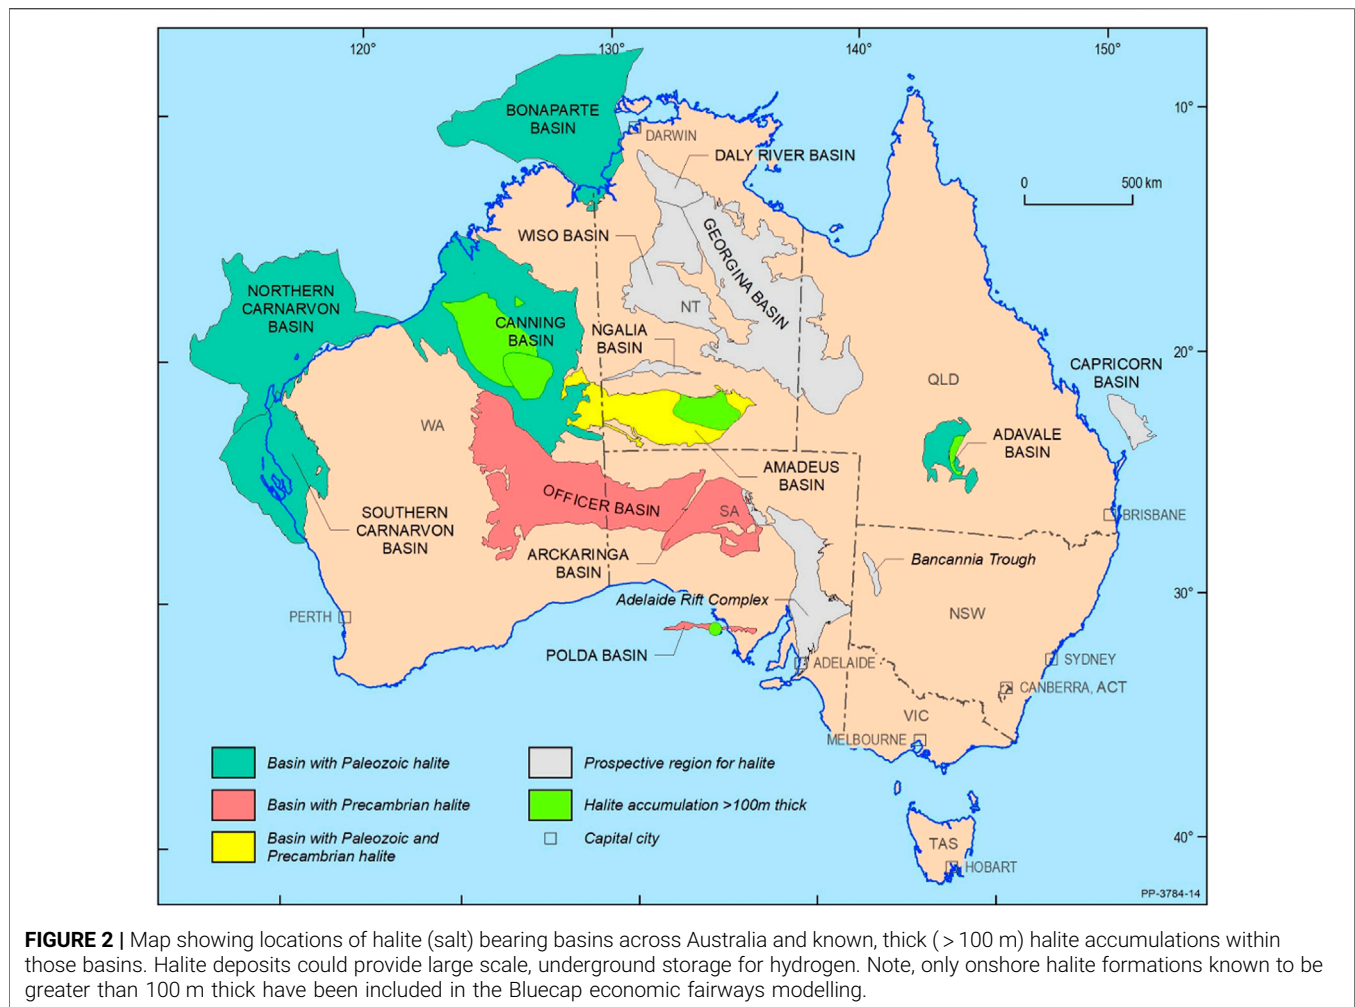 120°
130°
140°
150°
BONAPARTE
BASIN
10°
DARWIN
DALY RIVER BASIN
0
500 km
WISO BASIN
GEORGINA BASIN
NORTHERN
CARNARVON
BASIN
NT
CANNING
BASIN
NGALIA
BASIN
20°
CAPRICORN
BASIN
QLD
WA
ADAVALE
BASIN
AMADEUS
BASIN
OFFICER BASIN
SA
SOUTHERN
CARNARVON
BASIN
BRISBANE
ARCKARINGA
BASIN
Bancannia Trough
30°
Adelaide Rift Complex
NSW
PERTH
POLDA BASIN
ADELAIDE
SYDNEY
CANBERRA, ACT
VIC
MELBOURNE
Basin with Paleozoic halite
Prospective region for halite
Basin with Precambrian halite
Halite accumulation >100m thick
Basin with Paleozoic and
Precambrian halite
Capital city
40°
TAS
HOBART
PP-3784-14
FIGURE 2 | Map showing locations of halite (salt) bearing basins across Australia and known, thick (> 100 m) halite accumulations within
those basins. Halite deposits could provide large scale, underground storage for hydrogen. Note, only onshore halite formations known to be
greater than 100 m thick have been included in the Bluecap economic fairways modelling.